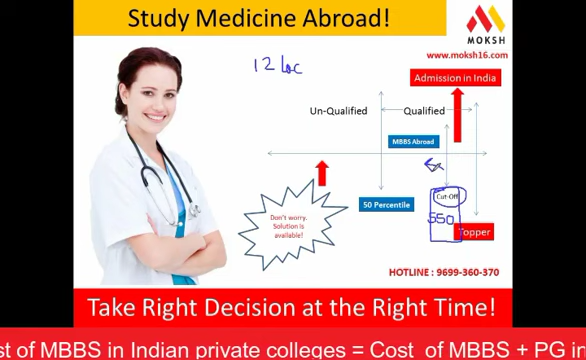 Study Medicine Abroad!
MOKSH
www.moksh16.com
12 Lac
Admission in India
Un-Qualified
Qualified
MBBS Abroad
Cut-Off
50 Percentile
550
Don't worry.
Solution is
available!
Topper
HOTLINE : 9699-360-370
Take Right Decision at the Right Time!
st of MBBS in Indian private colleges = Cost of MBBS + PG in